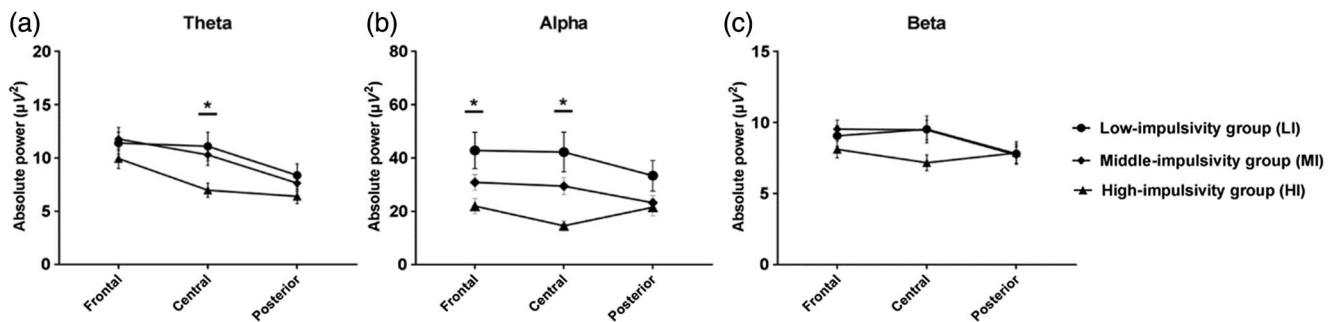 (a) Theta
Absolute power (μV²)
20
15
10
5
0
*
Frontal
Central
Posterior
(b) Alpha
Absolute power (μV²)
80
60
40
20
0
*
*
Frontal
Central
Posterior
(c) Beta
Absolute power (μV²)
15
10
5
0
Frontal
Central
Posterior
Low-impulsivity group (LI)
Middle-impulsivity group (MI)
High-impulsivity group (HI)